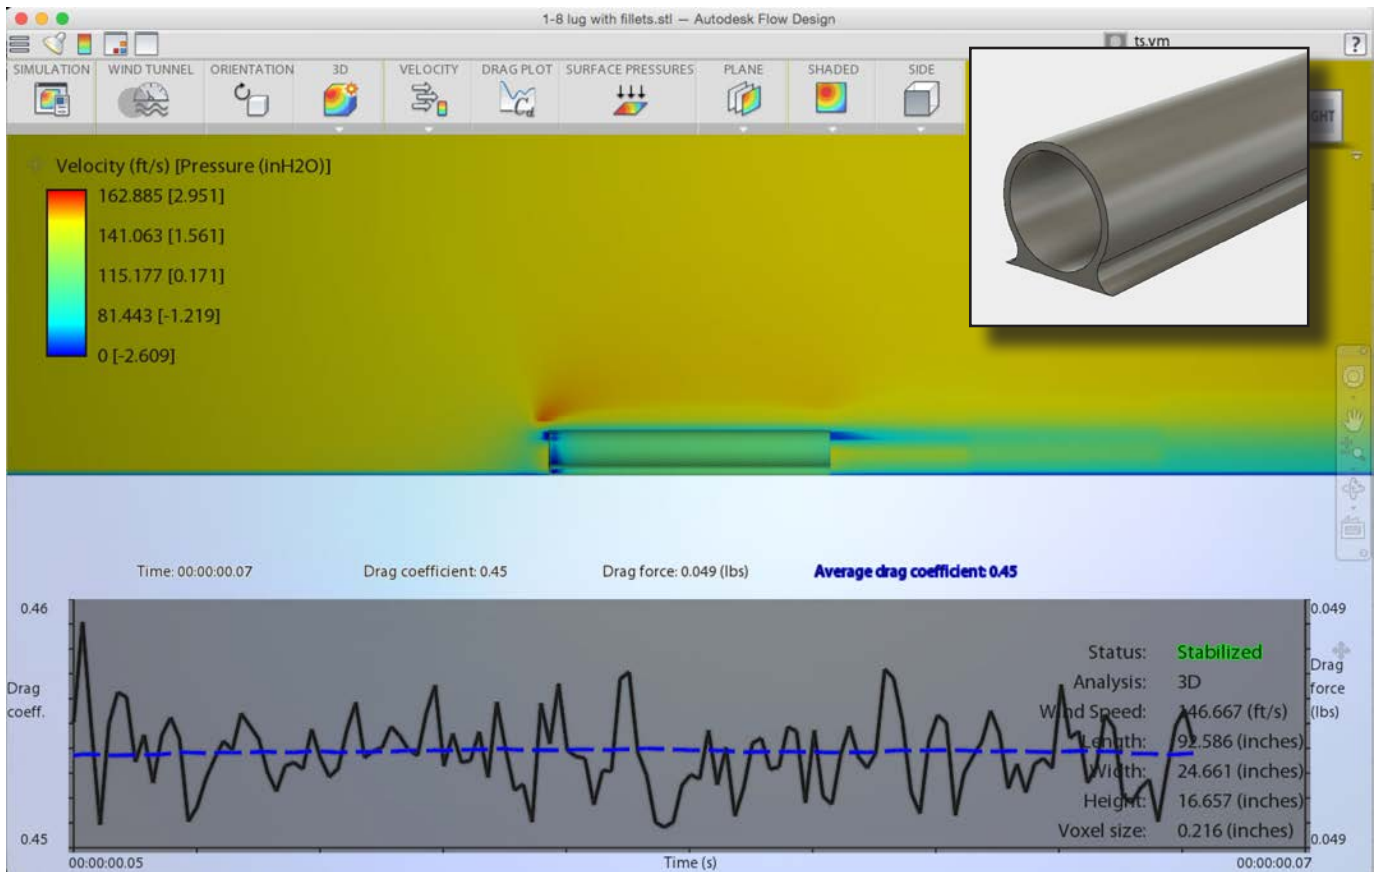 1-8 lug with fillets.stl — Autodesk Flow Design
ts.vm
?
SIMULATION WIND TUNNEL ORIENTATION 3D VELOCITY DRAG PLOT SURFACE PRESSURES PLANE SHADED SIDE
Cd
GHT
Velocity (ft/s) [Pressure (inH2O)]
162.885 [2.951]
141.063 [1.561]
115.177 [0.171]
81.443 [-1.219]
0 [-2.609]
Time: 00:00:00.07 Drag coefficient: 0.45 Drag force: 0.049 (lbs) Average drag coefficient: 0.45
0.46
0.049
Drag
coeff.
0.45
Status: Stabilized
Analysis: 3D
Wind Speed: 146.667 (ft/s)
Length: 92.586 (inches)
Width: 24.661 (inches)
Height: 16.657 (inches)
Voxel size: 0.216 (inches)
Drag
force
(lbs)
0.049
00:00:00.05 Time (s) 00:00:00.07